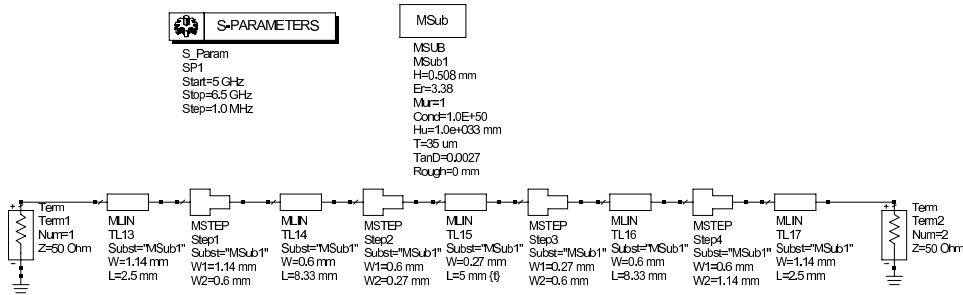 S-PARAMETERS
S_Param
SP1
Start=5 GHz
Stop=6.5 GHz
Step=1.0 MHz
MSub
MSUB
MSub1
H=0.508 mm
Er=3.38
Mur=1
Cond=1.0E+50
Hu=1.0e+033 mm
T=35 um
TanD=0.0027
Rough=0 mm
Term
Term1
Num=1
Z=50 Ohm
MLIN
TL13
Subst="MSub1"
W=1.14 mm
L=2.5 mm
MSTEP
Step1
Subst="MSub1"
W1=1.14 mm
W2=0.6 mm
MLIN
TL14
Subst="MSub1"
W=0.6 mm
L=8.33 mm
MSTEP
Step2
Subst="MSub1"
W1=0.6 mm
W2=0.27 mm
MLIN
TL15
Subst="MSub1"
W=0.27 mm
L=5 mm {t}
MSTEP
Step3
Subst="MSub1"
W1=0.27 mm
W2=0.6 mm
MLIN
TL16
Subst="MSub1"
W=0.6 mm
L=8.33 mm
MSTEP
Step4
Subst="MSub1"
W1=0.6 mm
W2=1.14 mm
MLIN
TL17
Subst="MSub1"
W=1.14 mm
L=2.5 mm
Term
Term2
Num=2
Z=50 Ohm